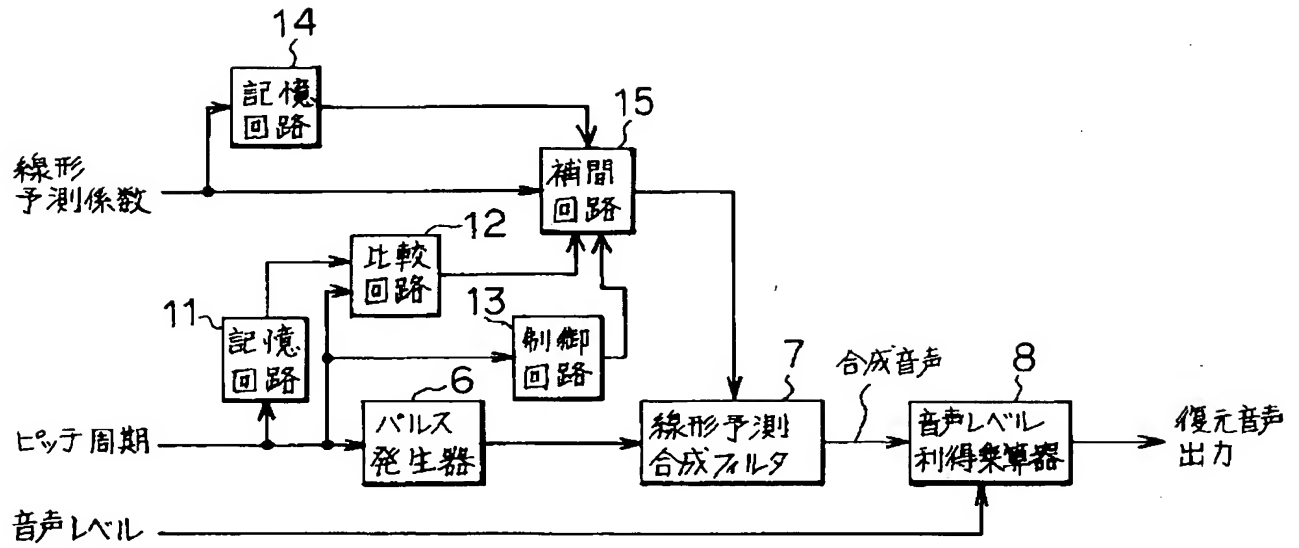 14
記憶
回路
15
線形
予測係数
補間
回路
12
比較
回路
11
記憶
回路
13
制御
回路
ピッチ周期
6
パルス
発生器
7
線形予測
合成フィルタ
合成音声
8
音声レベル
利得乗算器
復元音声
出力
音声レベル